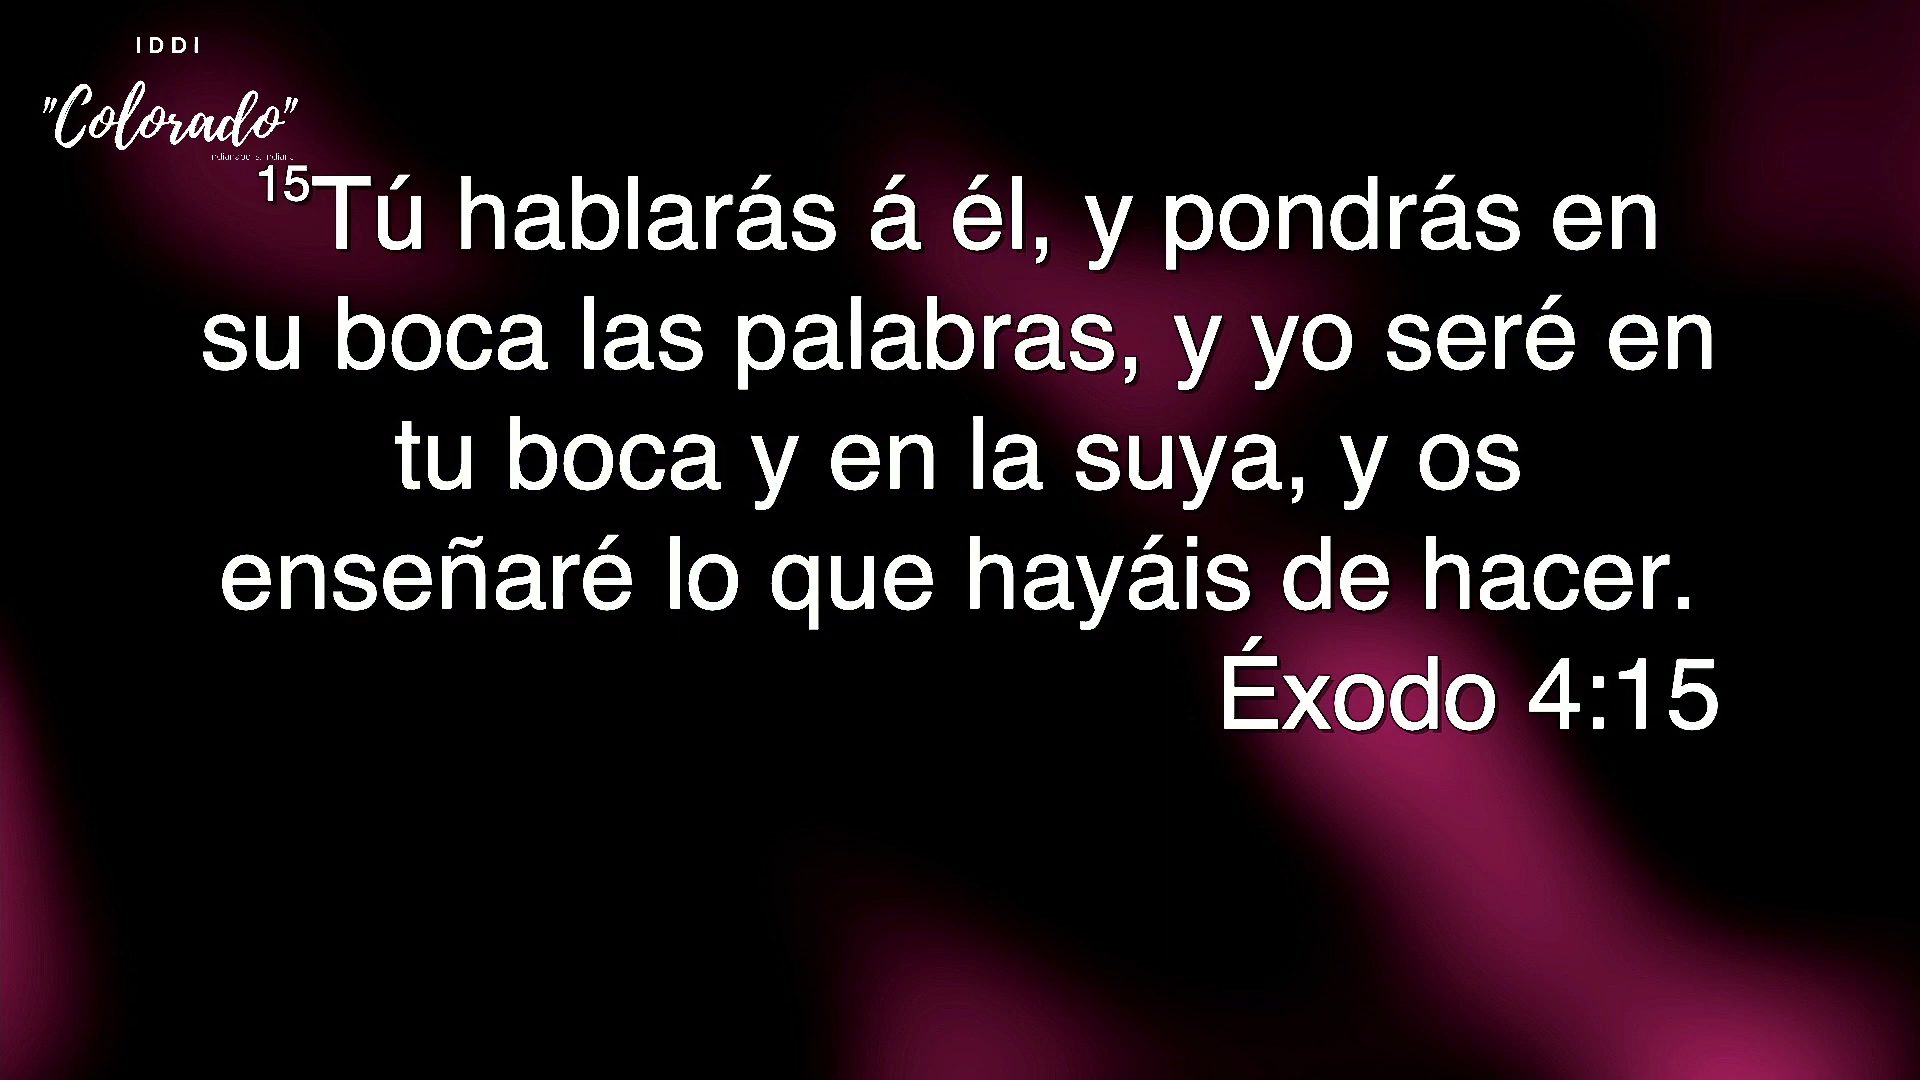 IDDI
"Colorado"
15Tú hablarás á él, y pondrás en
su boca las palabras, y yo seré en
tu boca y en la suya, y os
enseñaré lo que hayáis de hacer.
Éxodo 4:15